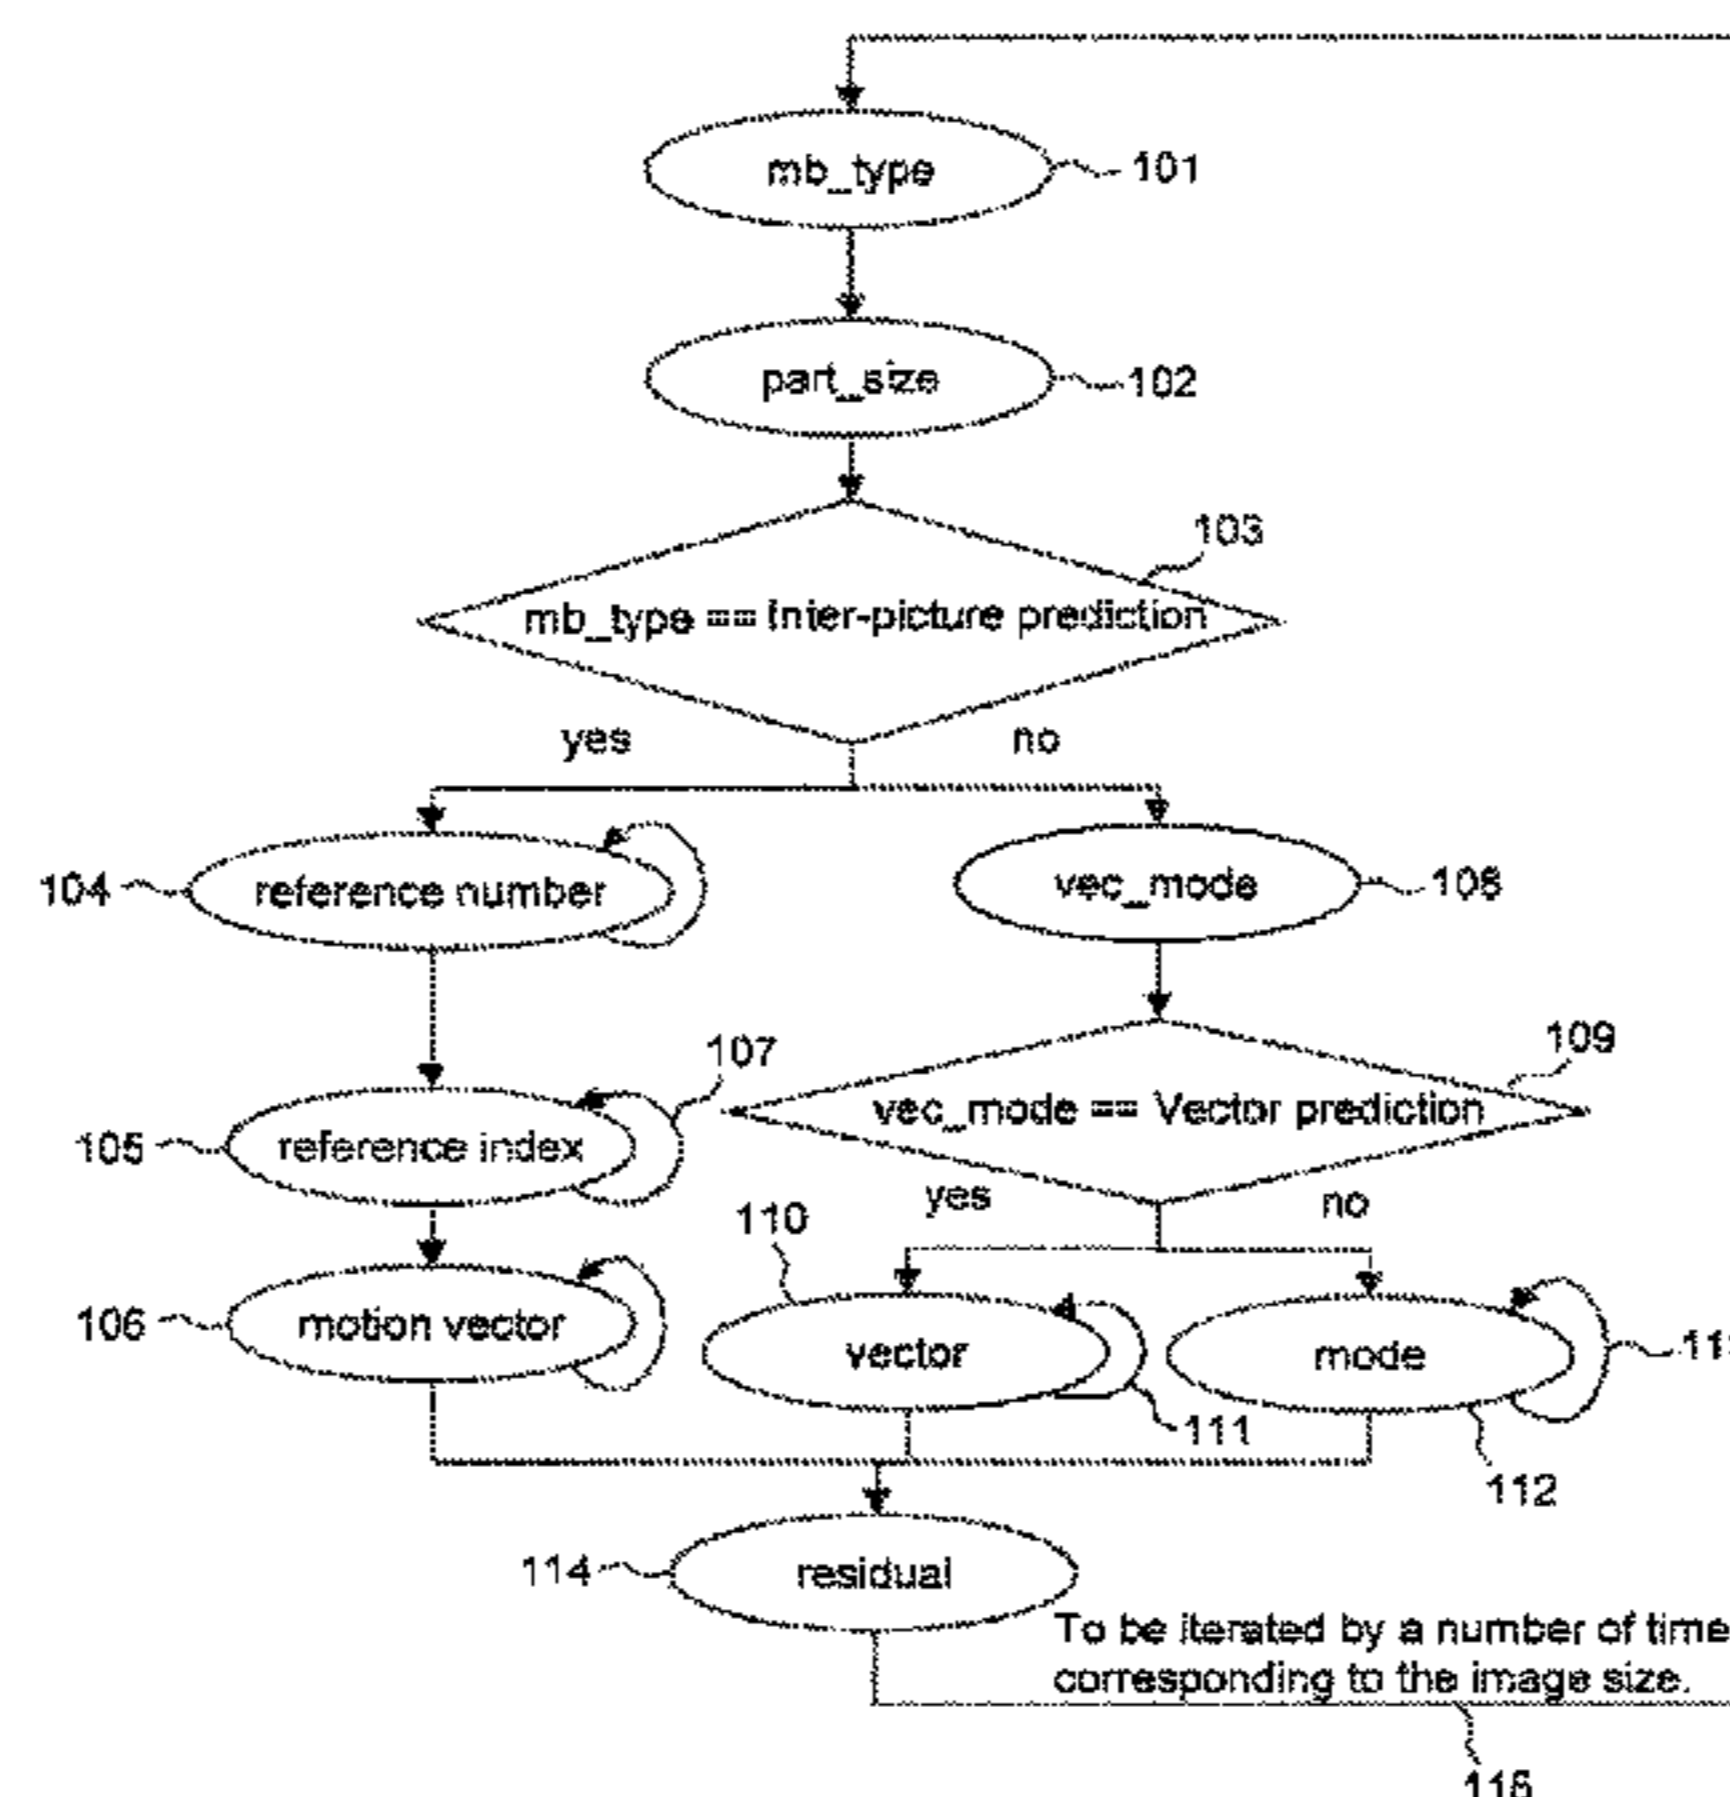 mb_type
101
part_size
102
103
mb_type == Inter-picture prediction
yes
no
104
reference number
vec_mode
108
107
109
105
reference index
vec_mode == Vector prediction
yes
no
110
106
motion vector
vector
mode
111
112
114
residual
To be iterated by a number of time
corresponding to the image size.